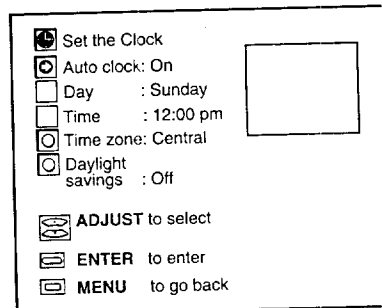 Set the Clock
Auto clock: On
Day : Sunday
Time : 12:00 pm
Time zone: Central
Daylight
savings : Off
ADJUST to select
ENTER to enter
MENU to go back